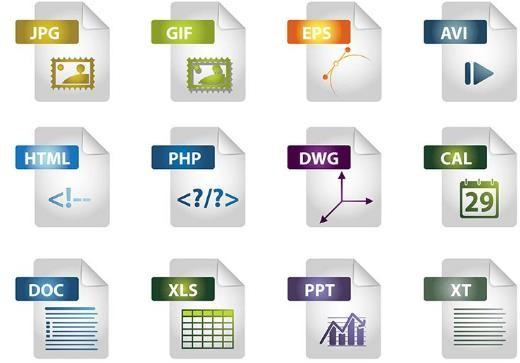 JPG
GIF
EPS
AVI
HTML
PHP
DWG
CAL
<!--
<?/?>
29
DOC
XLS
PPT
XT